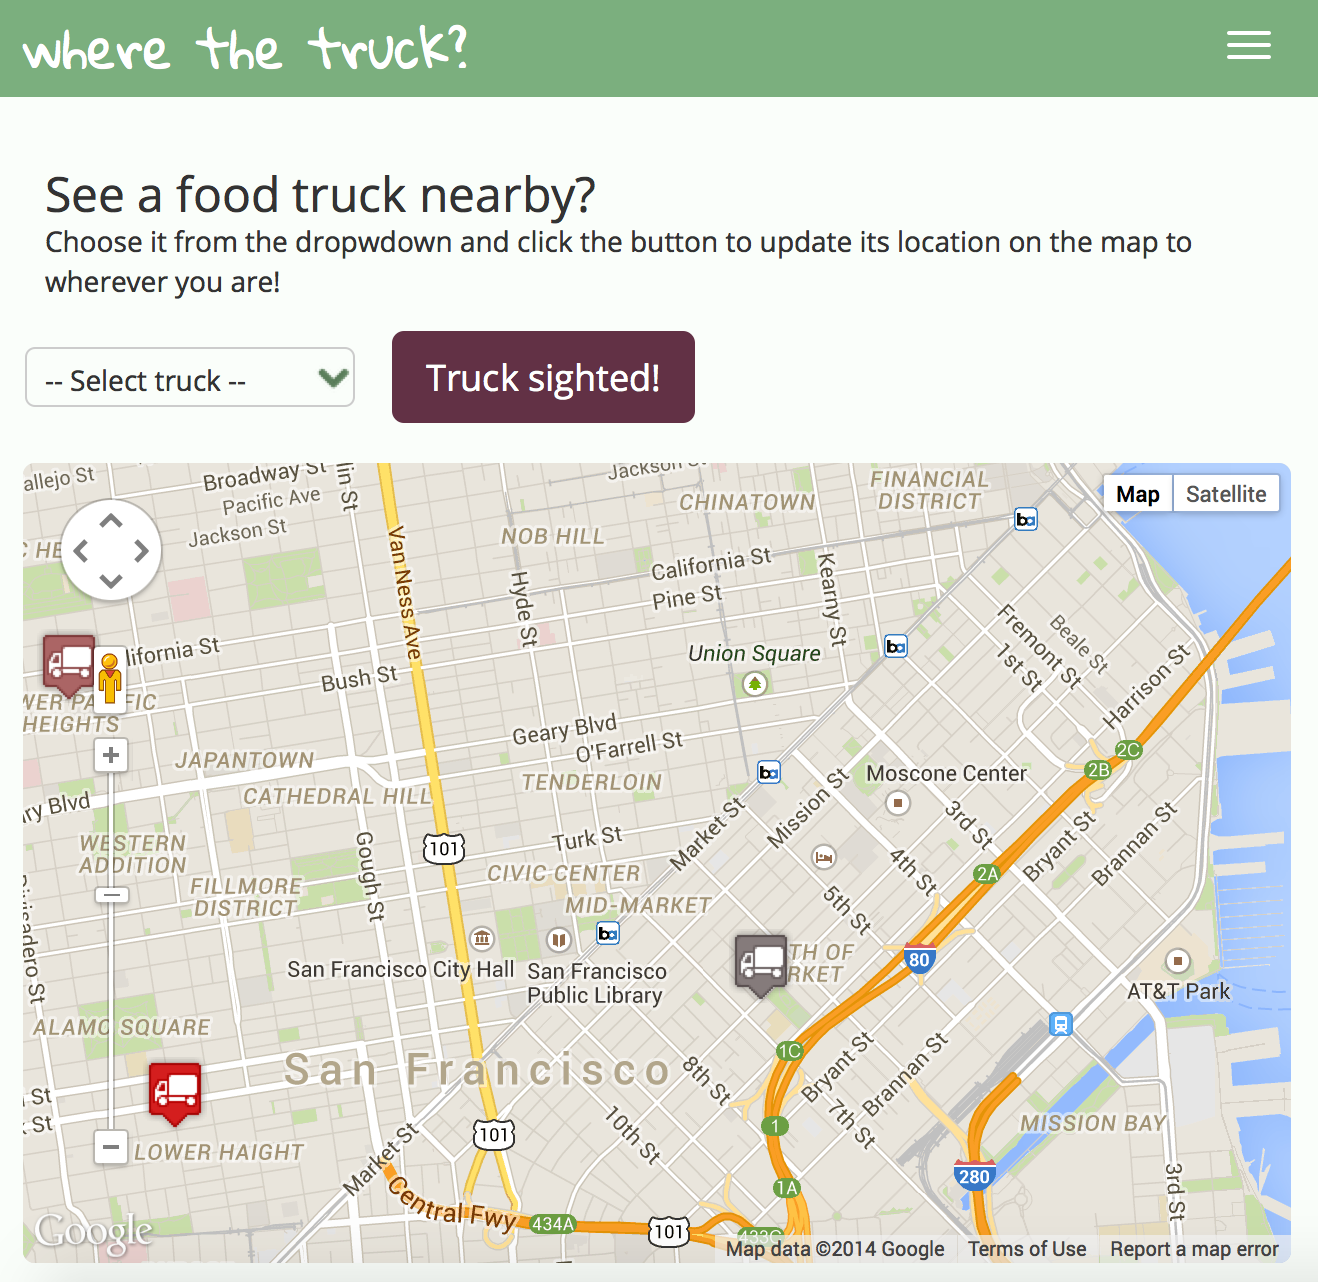 where the truck?
See a food truck nearby?
Choose it from the dropwdown and click the button to update its location on the map to
wherever you are!
-- Select truck --
Truck sighted!
allejo St
Broadway St
lin St
Jackson St
CHINATOWN
FINANCIAL
DISTRICT
Map
Satellite
Pacific Ave
Jackson St
NOB HILL
Van Ness Ave
Hyde St
California St
Pine St
Kearny St
ba
ba
Union Square
Fremont St
Beale St
1st St
Harrison St
lifornia St
Bush St
WER PA FIC
HEIGHTS
Geary Blvd
O'Farrell St
JAPANTOWN
TENDERLOIN
ba
Moscone Center
2C
2B
CATHEDRAL HILL
ry Blvd
Mission St
Market St
3rd St
Bryant St
Brannan St
WESTERN
ADDITION
Gough St
101
Turk St
4th St
2A
FILLMORE
DISTRICT
CIVIC CENTER
MID-MARKET
5th St
ba
Divisadero St
San Francisco City Hall
San Francisco
Public Library
TH OF
RKET
80
AT&T Park
ALAMO SQUARE
San Francisco
8th St
1C
Bryant St
Brannan St
7th St
St
St
LOWER HAIGHT
Market St
101
10th St
1
MISSION BAY
280
3rd St
1A
Central Fwy
434A
101
433C
Google
Map data ©2014 Google
Terms of Use
Report a map error